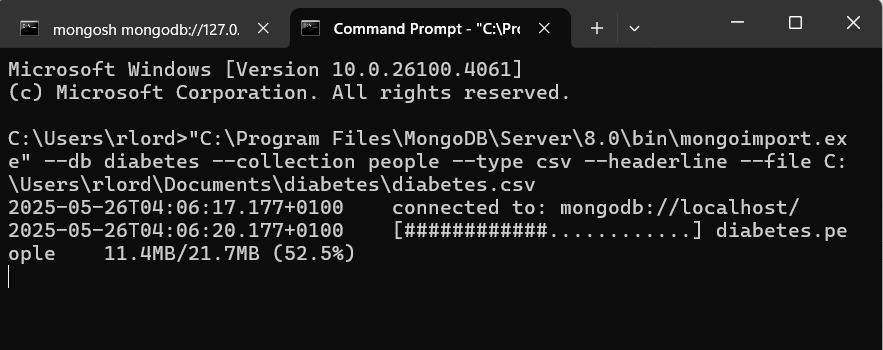 mongosh mongodb://127.0.
Command Prompt - "C:\Pro
Microsoft Windows [Version 10.0.26100.4061]
(c) Microsoft Corporation. All rights reserved.
C:\Users\rlord>"C:\Program Files\MongoDB\Server\8.0\bin\mongoimport.ex
e" --db diabetes --collection people --type csv --headerline --file C:
\Users\rlord\Documents\diabetes\diabetes.csv
2025-05-26T04:06:17.177+0100    connected to: mongodb://localhost/
2025-05-26T04:06:20.177+0100    [############............] diabetes.pe
ople    11.4MB/21.7MB (52.5%)